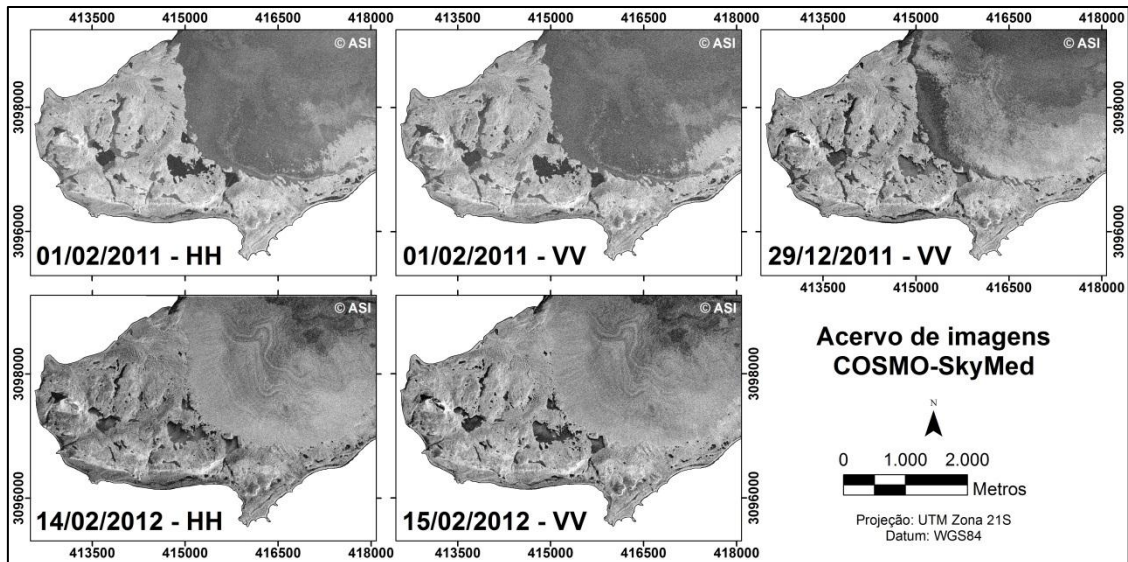 413500 415000 416500 418000
413500 415000 416500 418000
415000 416500 418000
3098000
3096000
© ASI
01/02/2011 - HH
© ASI
01/02/2011 - VV
© ASI
29/12/2011 - VV
3098000
3096000
413500 415000 416500 418000
3098000
3096000
© ASI
14/02/2012 - HH
© ASI
15/02/2012 - VV
3098000
3096000
413500 415000 416500 418000
413500 415000 416500 418000
Acervo de imagens
COSMO-SkyMed
N
0 1.000 2.000
Metros
Projeção: UTM Zona 21S
Datum: WGS84